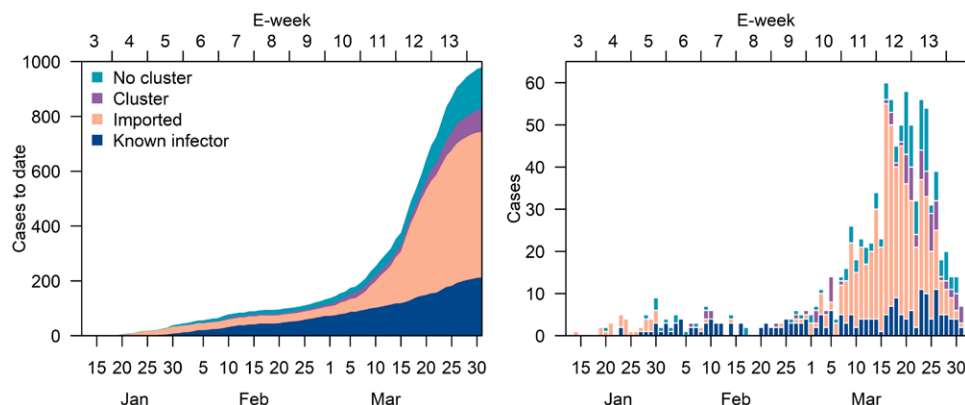 E-week
3 4 5 6 7 8 9 10 11 12 13
1000
800
600
400
200
0
Cases to date
No cluster
Cluster
Imported
Known infector
15 20 25 30 5 10 15 20 25 1 5 10 15 20 25 30
Jan Feb Mar
E-week
3 4 5 6 7 8 9 10 11 12 13
60
50
40
30
20
10
0
Cases
15 20 25 30 5 10 15 20 25 1 5 10 15 20 25 30
Jan Feb Mar